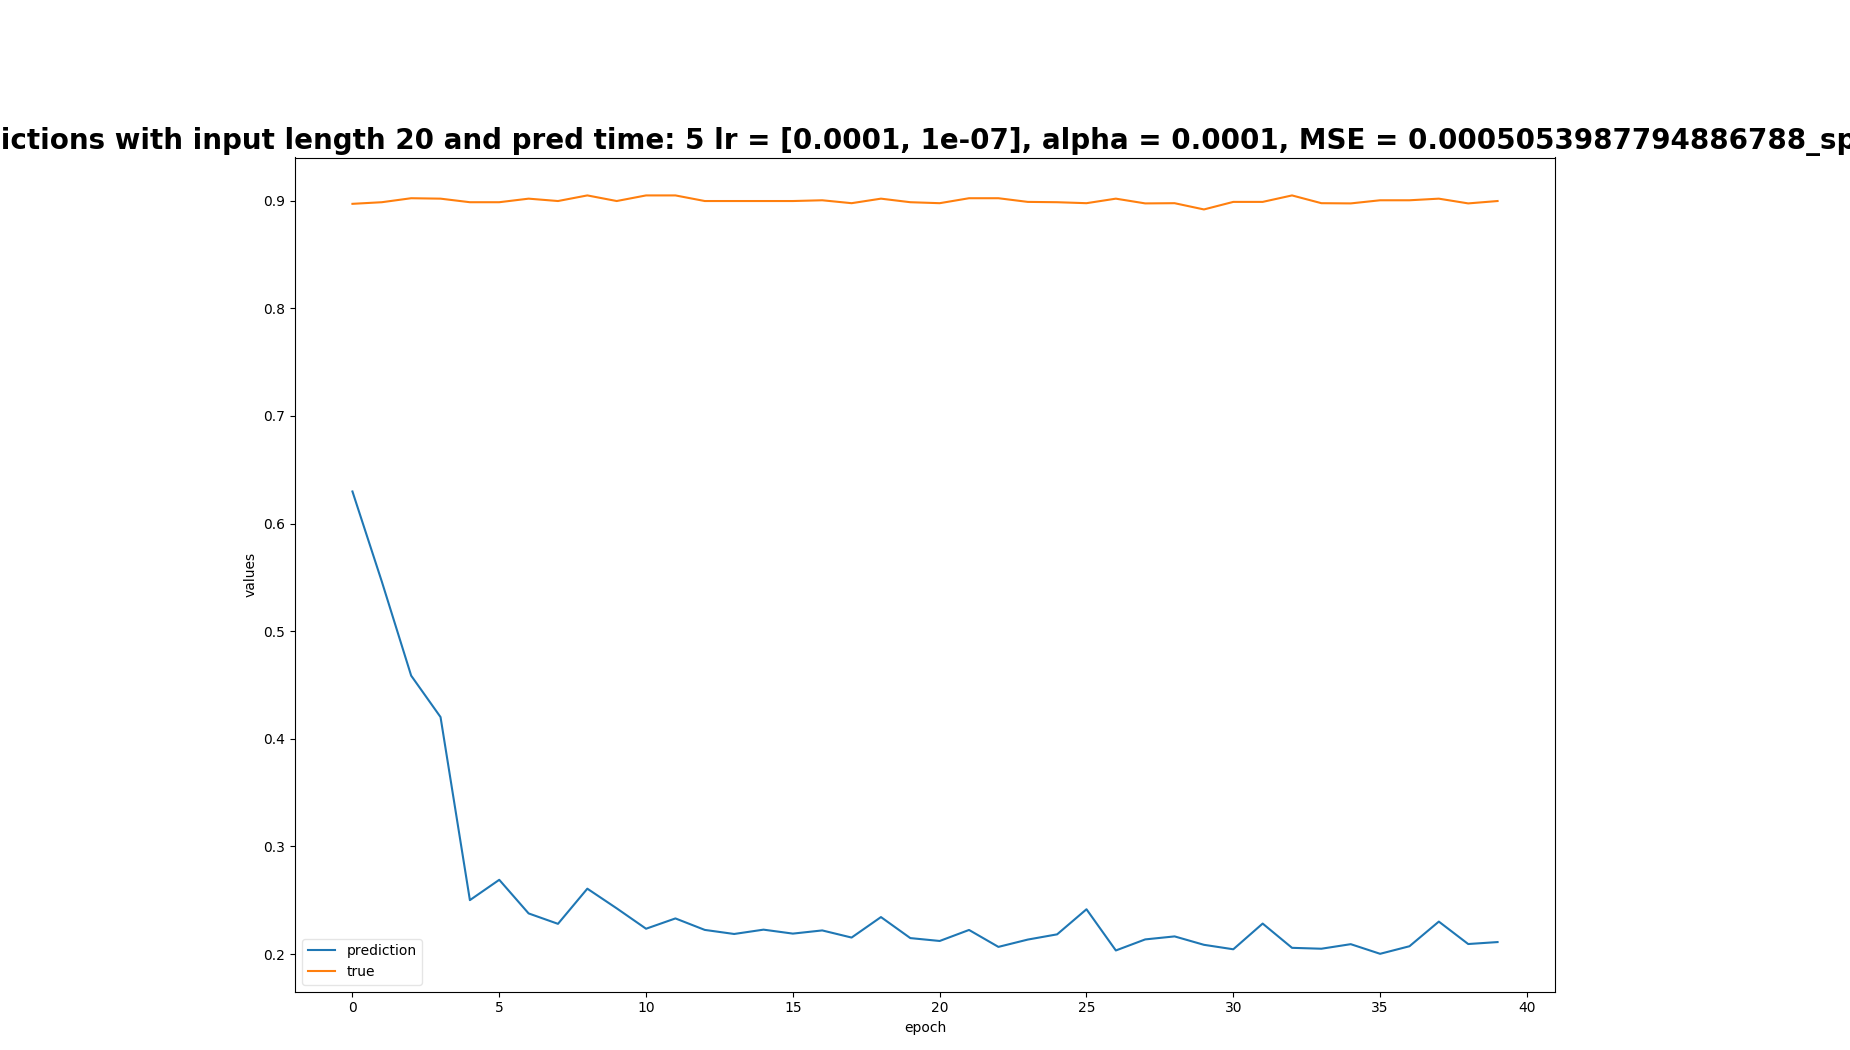 ictions with input length 20 and pred time: 5 lr = [0.0001, 1e-07], alpha = 0.0001, MSE = 0.0005053987794886788_sp
0.9
0.8
0.7
0.6
0.5
0.4
0.3
0.2
values
prediction
true
0 5 10 15 20 25 30 35 40
epoch